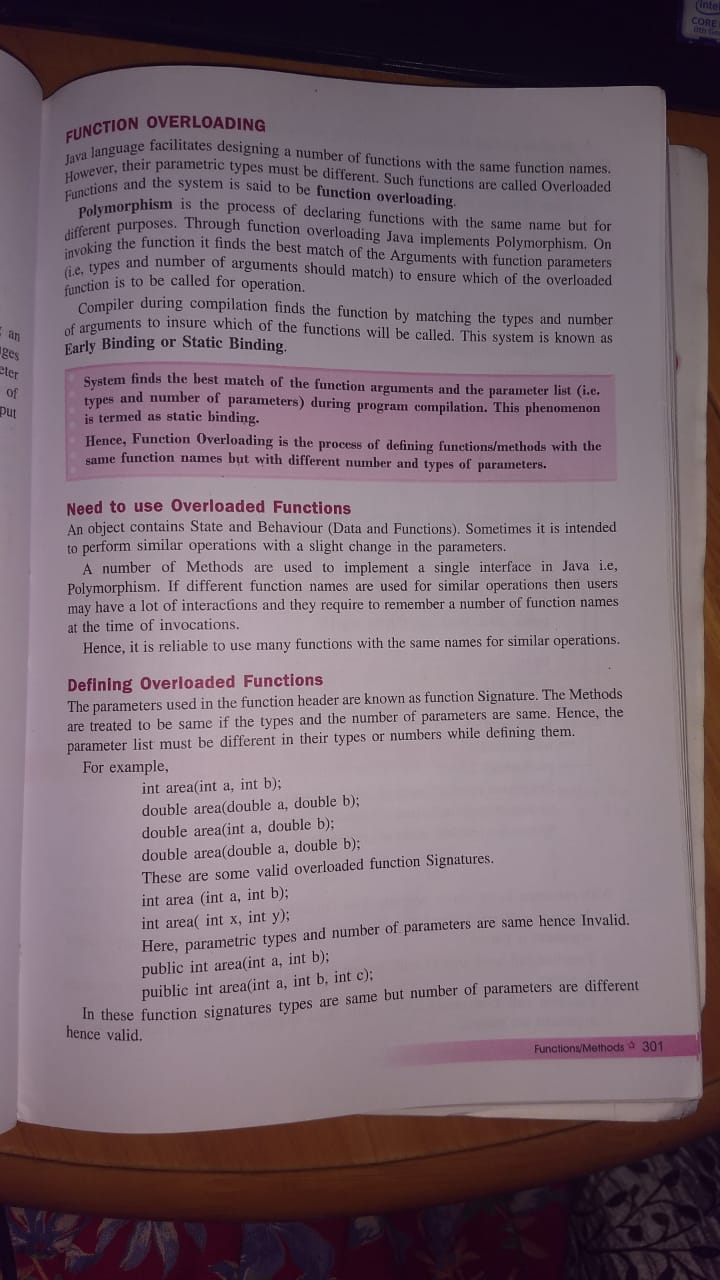 (inte
CORE
an
ges
eter
of
put
FUNCTION OVERLOADING
Java language facilitates designing a number of functions with the same function names.
However, their parametric types must be different. Such functions are called Overloaded
Functions and the system is said to be function overloading.
Polymorphism is the process of declaring functions with the same name but for
different purposes. Through function overloading Java implements Polymorphism. On
invoking the function it finds the best match of the Arguments with function parameters
(i.e, types and number of arguments should match) to ensure which of the overloaded
function is to be called for operation.
Compiler during compilation finds the function by matching the types and number
of arguments to insure which of the functions will be called. This system is known as
Early Binding or Static Binding.
System finds the best match of the function arguments and the parameter list (i.e.
types and number of parameters) during program compilation. This phenomenon
is termed as static binding.
Hence, Function Overloading is the process of defining functions/methods with the
same function names but with different number and types of parameters.
Need to use Overloaded Functions
An object contains State and Behaviour (Data and Functions). Sometimes it is intended
to perform similar operations with a slight change in the parameters.
A number of Methods are used to implement a single interface in Java i.e,
Polymorphism. If different function names are used for similar operations then users
may have a lot of interactions and they require to remember a number of function names
at the time of invocations.
Hence, it is reliable to use many functions with the same names for similar operations.
Defining Overloaded Functions
The parameters used in the function header are known as function Signature. The Methods
are treated to be same if the types and the number of parameters are same. Hence, the
parameter list must be different in their types or numbers while defining them.
For example,
int area(int a, int b);
double area(double a, double b);
double area(int a, double b);
double area(double a, double b);
These are some valid overloaded function Signatures.
int area (int a, int b);
int area( int x, int y);
Here, parametric types and number of parameters are same hence Invalid.
public int area(int a, int b);
puiblic int area(int a, int b, int c);
In these function signatures types are same but number of parameters are different
hence valid.
Functions/Methods ☆ 301